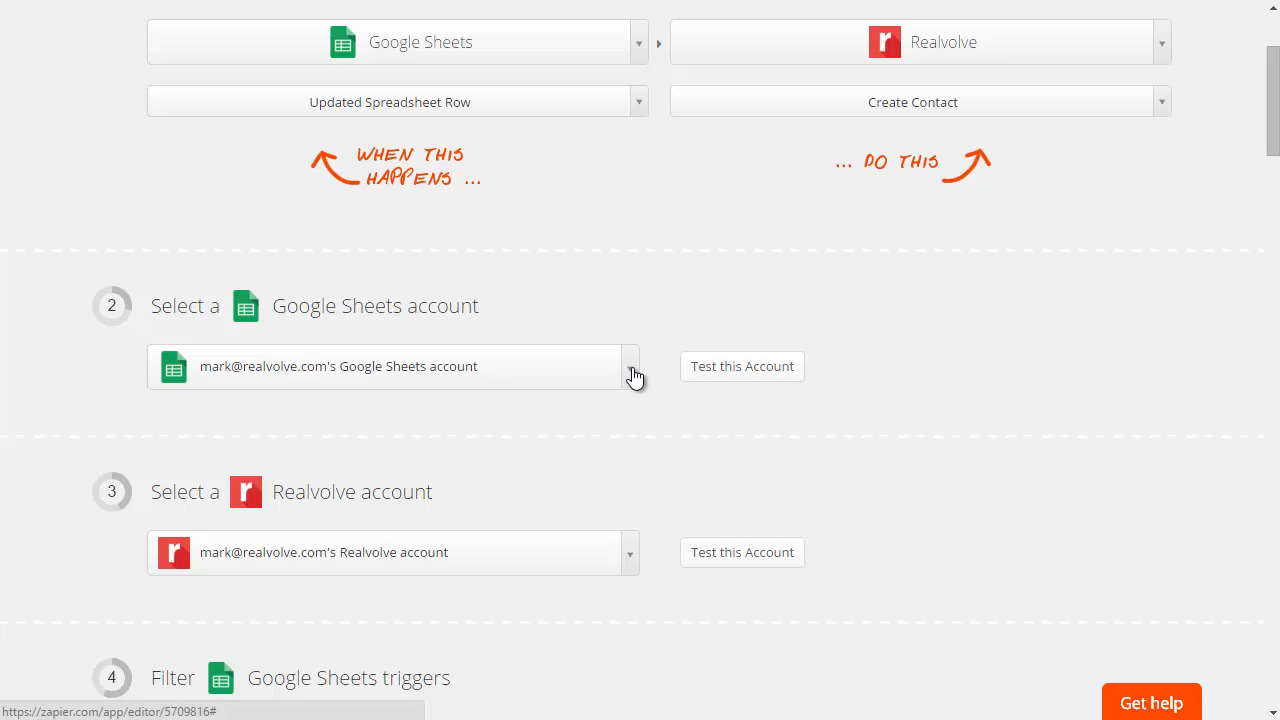 Google Sheets
Realvolve
Updated Spreadsheet Row
Create Contact
WHEN THIS
HAPPENS ...
... DO THIS
2 Select a Google Sheets account
mark@realvolve.com's Google Sheets account
Test this Account
3 Select a r Realvolve account
r mark@realvolve.com's Realvolve account
Test this Account
4 Filter Google Sheets triggers
Get help
https://zapier.com/app/editor/5709816#